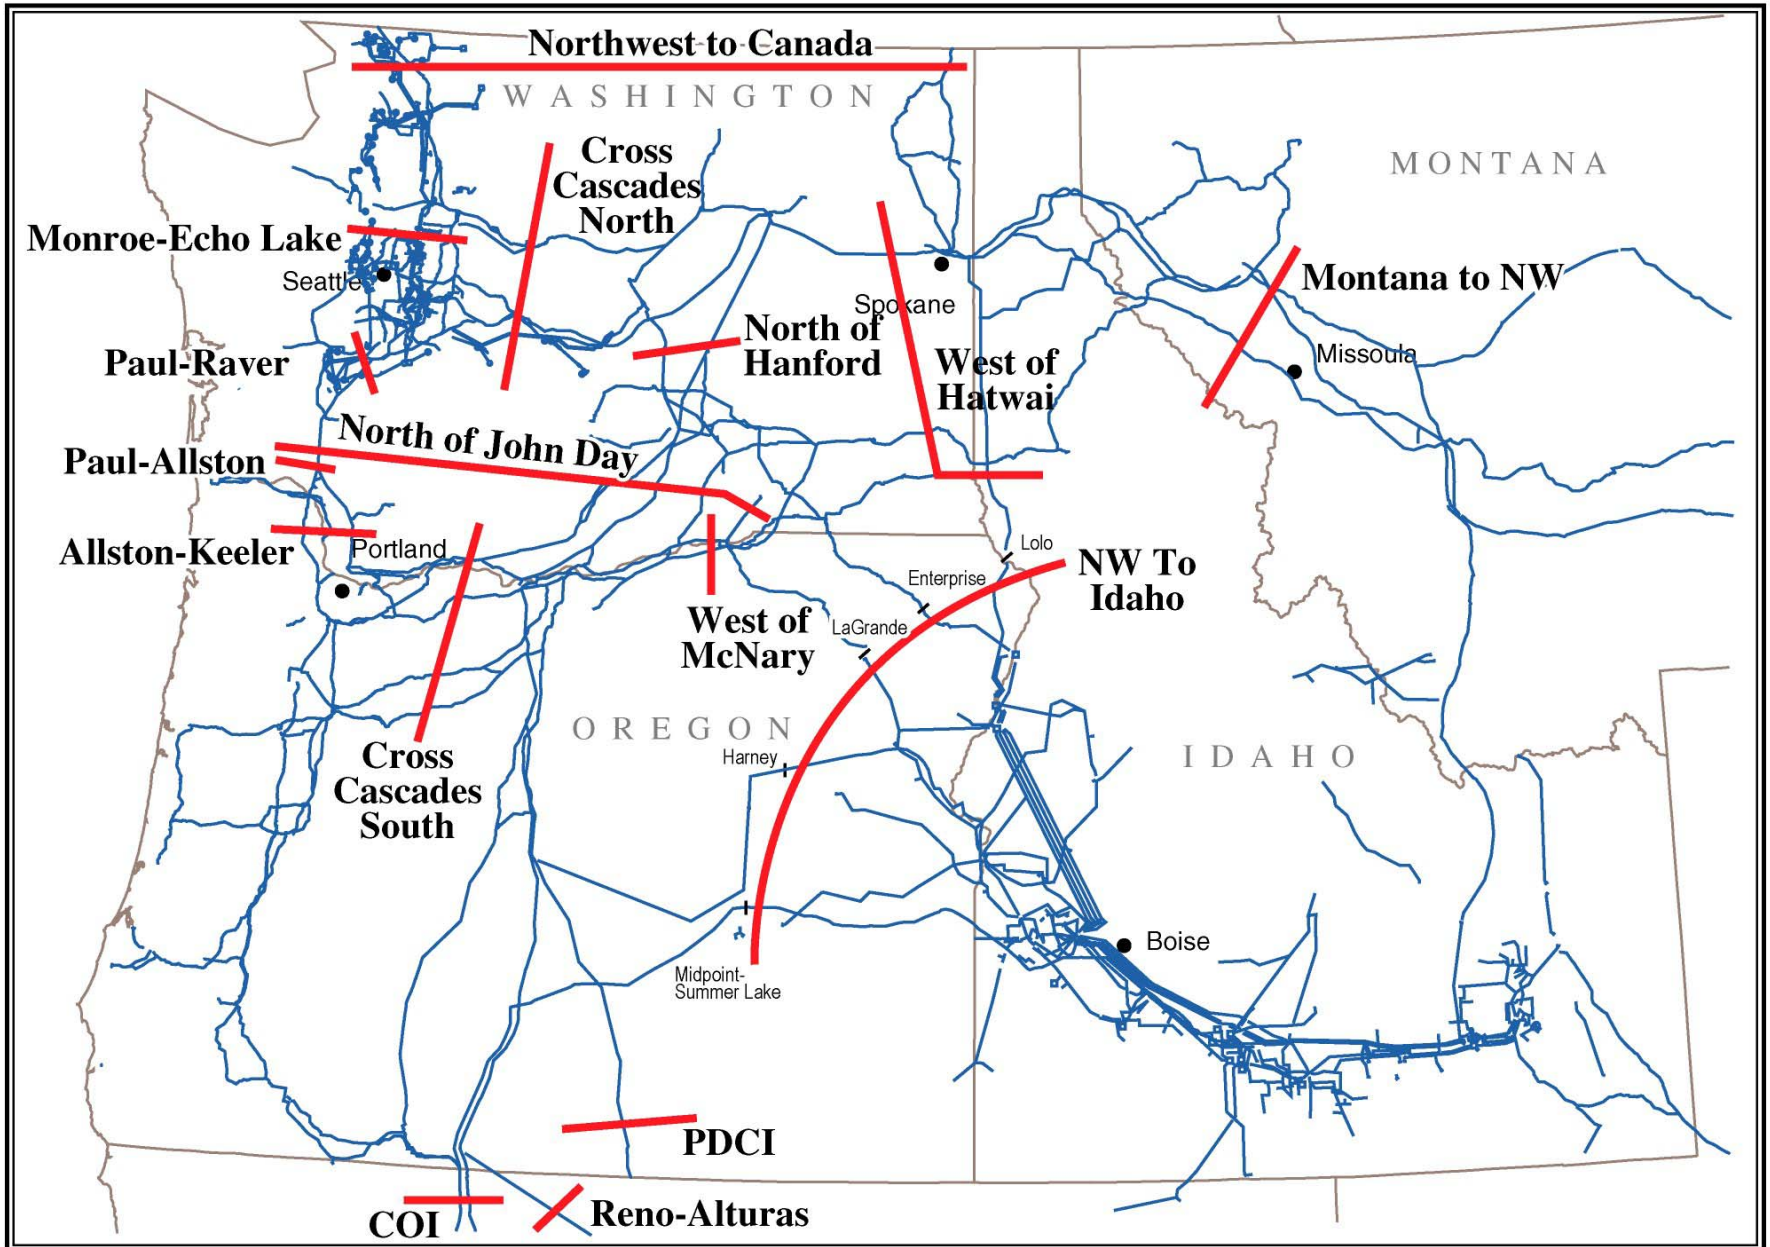 Northwest to Canada
WASHINGTON
Cross
Cascades
North
MONTANA
Monroe-Echo Lake
Seattle
Spokane
Montana to NW
North of
Hanford
West of
Hatwai
Missoula
Paul-Raver
North of John Day
Paul-Allston
Allston-Keeler
Portland
Lolo
NW To
Idaho
Enterprise
LaGrande
West of
McNary
OREGON
Harney
IDAHO
Cross
Cascades
South
Boise
Midpoint-
Summer Lake
PDCI
COI
Reno-Alturas